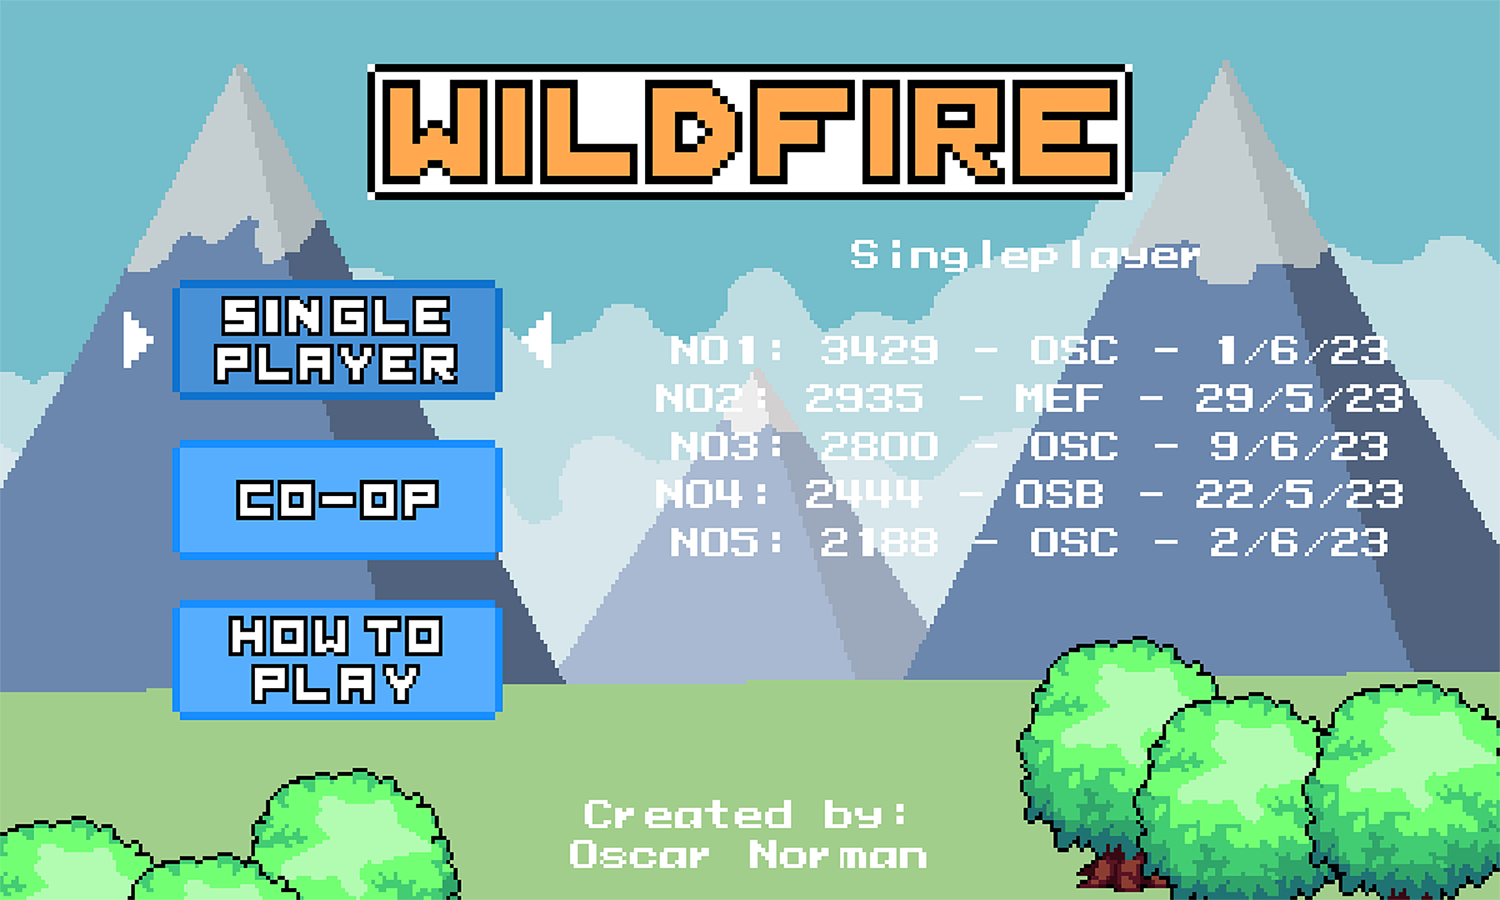 WILDFIRE
Singleplayer
SINGLE
PLAYER
CO-OP
HOW TO
PLAY
NO1: 3429 - OSC - 1/6/23
NO2: 2935 - MEF - 29/5/23
NO3: 2800 - OSC - 9/6/23
NO4: 2444 - OSB - 22/5/23
NO5: 2188 - OSC - 2/6/23
Created by:
Oscar Norman